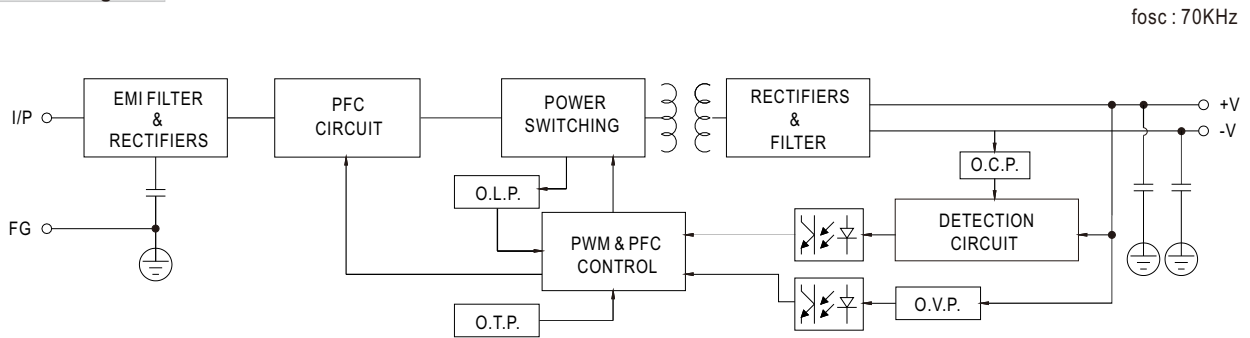 fosc : 70KHz
I/P
EMI FILTER
&
RECTIFIERS
PFC
CIRCUIT
POWER
SWITCHING
RECTIFIERS
&
FILTER
+V
-V
O.C.P.
O.L.P.
FG
PWM & PFC
CONTROL
DETECTION
CIRCUIT
O.V.P.
O.T.P.